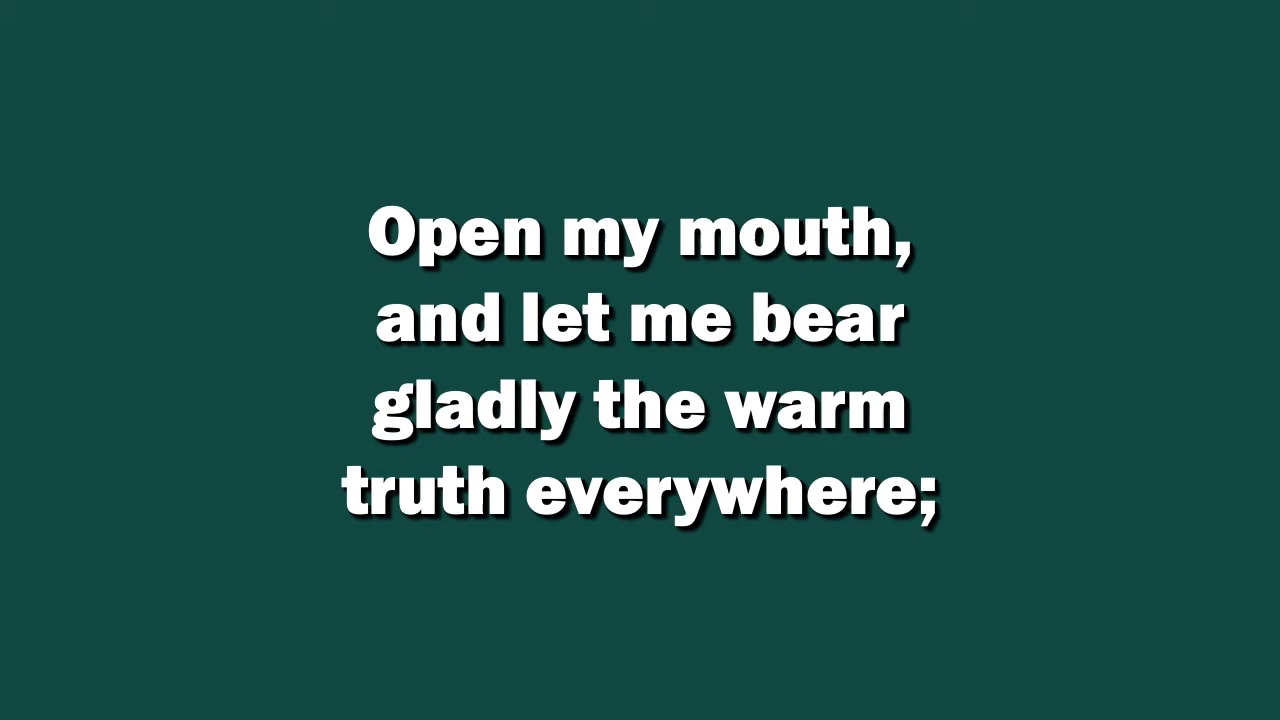 Open my mouth,
and let me bear
gladly the warm
truth everywhere;